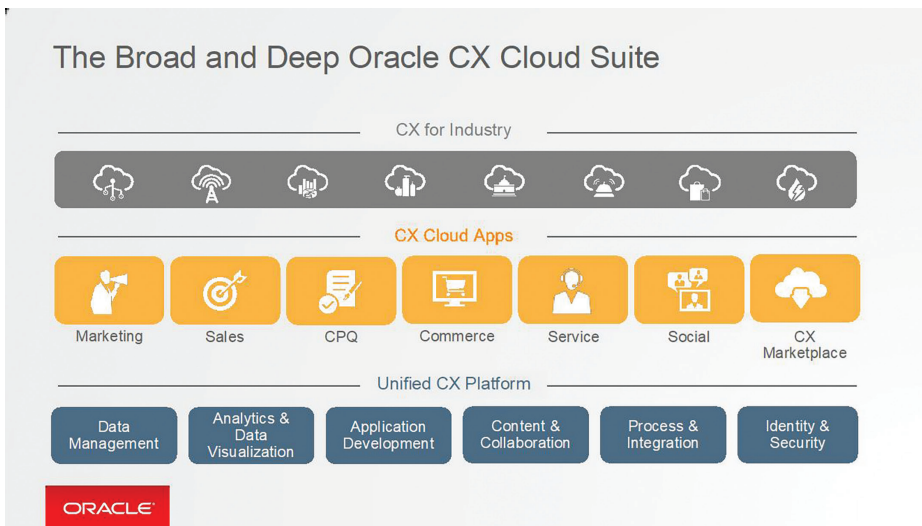 The Broad and Deep Oracle CX Cloud Suite
CX for Industry
CX Cloud Apps
Marketing
Sales
CPQ
Commerce
Service
Social
CX
Marketplace
Unified CX Platform
Data
Management
Analytics &
Data
Visualization
Application
Development
Content &
Collaboration
Process &
Integration
Identity &
Security
ORACLE